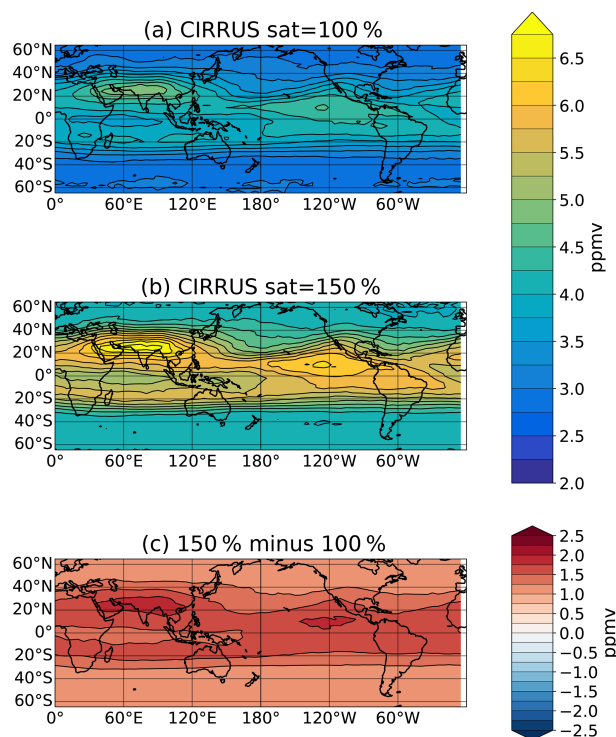 (a) CIRRUS sat=100 %
60°N
40°N
20°N
0°
20°S
40°S
60°S
0° 60°E 120°E 180° 120°W 60°W
(b) CIRRUS sat=150 %
60°N
40°N
20°N
0°
20°S
40°S
60°S
0° 60°E 120°E 180° 120°W 60°W
6.5
6.0
5.5
5.0
4.5
4.0
3.5
3.0
2.5
2.0
ppmv
(c) 150 % minus 100 %
60°N
40°N
20°N
0°
20°S
40°S
60°S
0° 60°E 120°E 180° 120°W 60°W
2.5
2.0
1.5
1.0
0.5
0.0
−0.5
−1.0
−1.5
−2.0
−2.5
ppmv